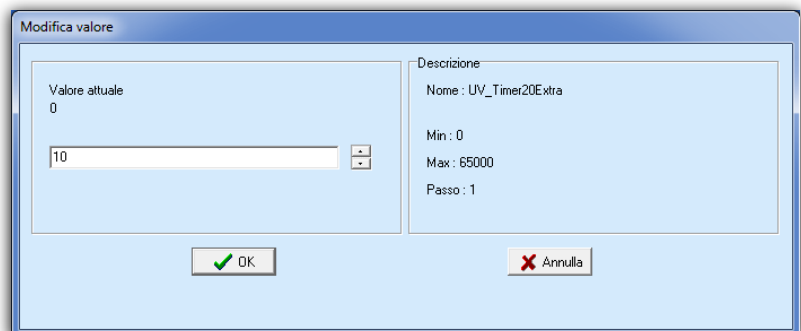 Modifica valore
Valore attuale
0
10
OK
Descrizione
Nome : UV_Timer20Extra
Min : 0
Max : 65000
Passo : 1
Annulla